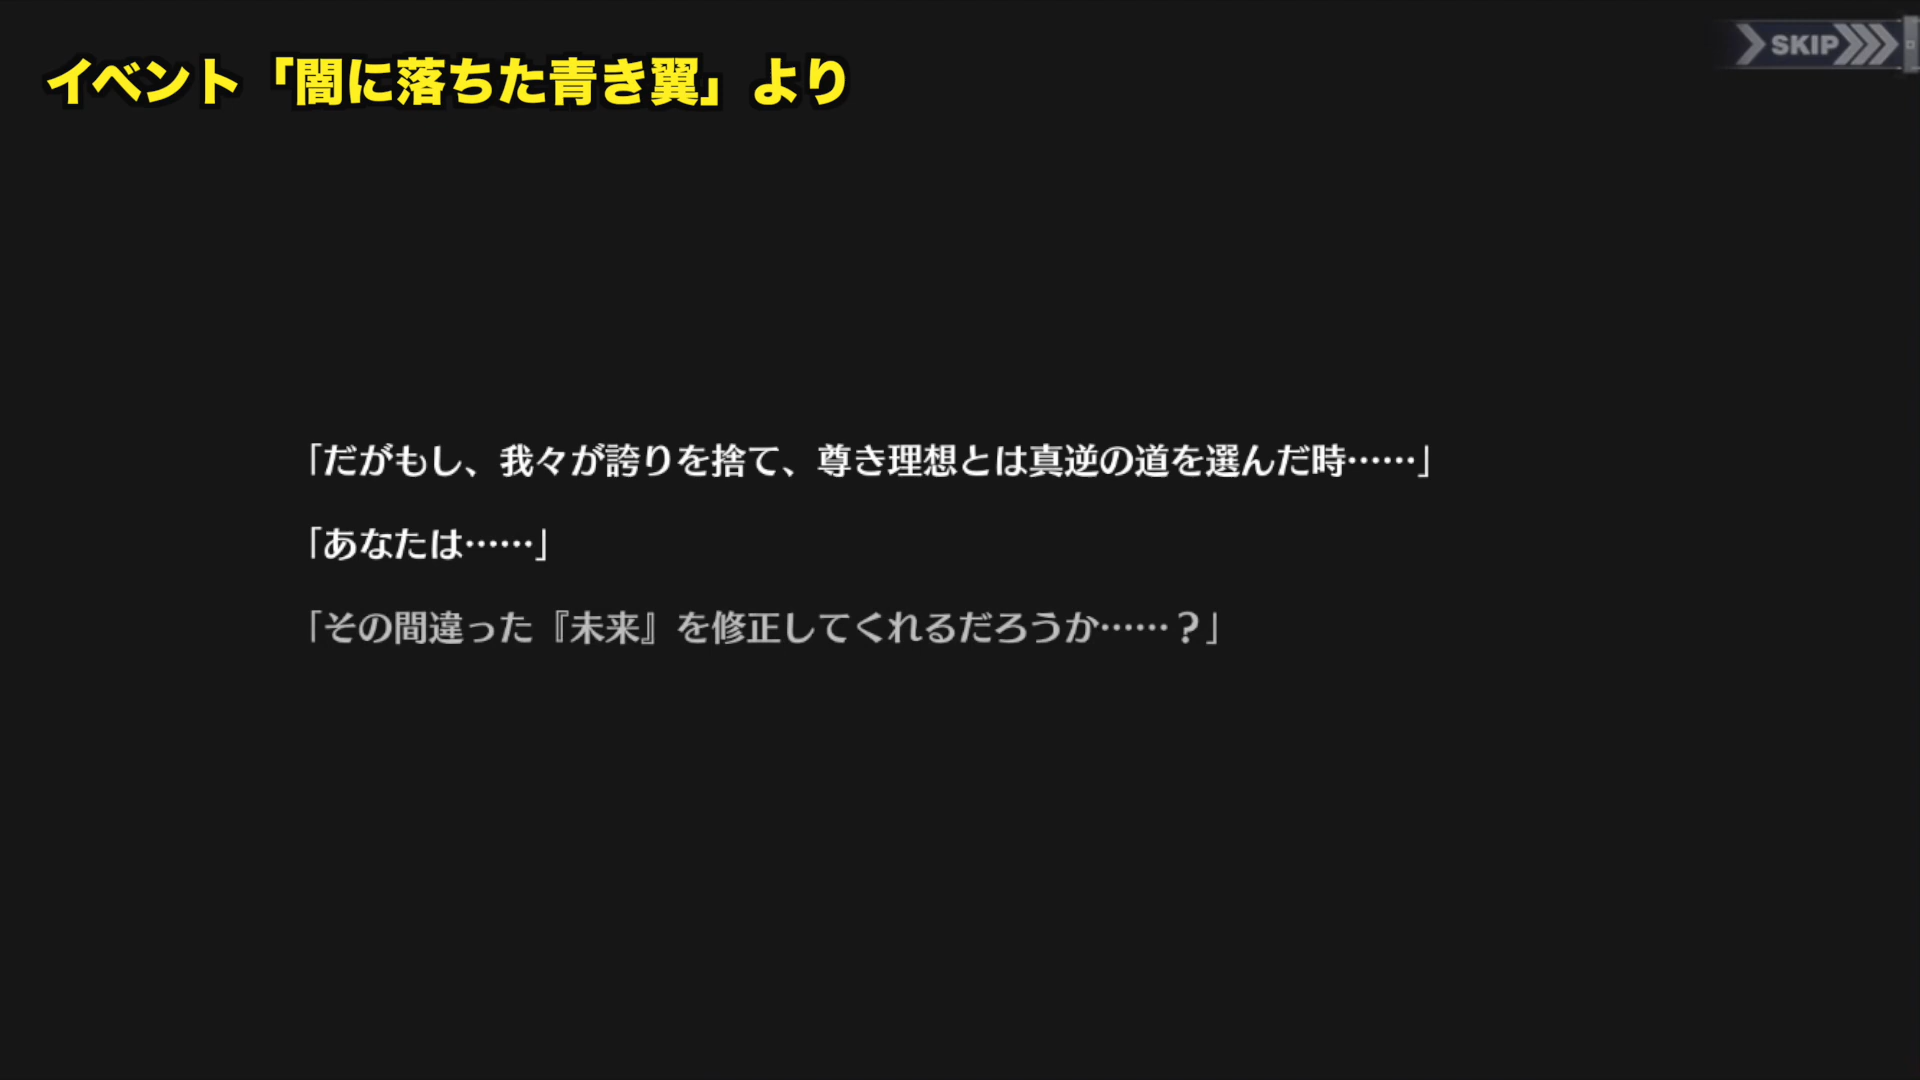 イベント「闇に落ちた青き翼」より
SKIP
「だがもし、我々が誇りを捨て、尊き理想とは真逆の道を選んだ時……」
「あなたは……」
「その間違った『未来』を修正してくれるだろうか……？」